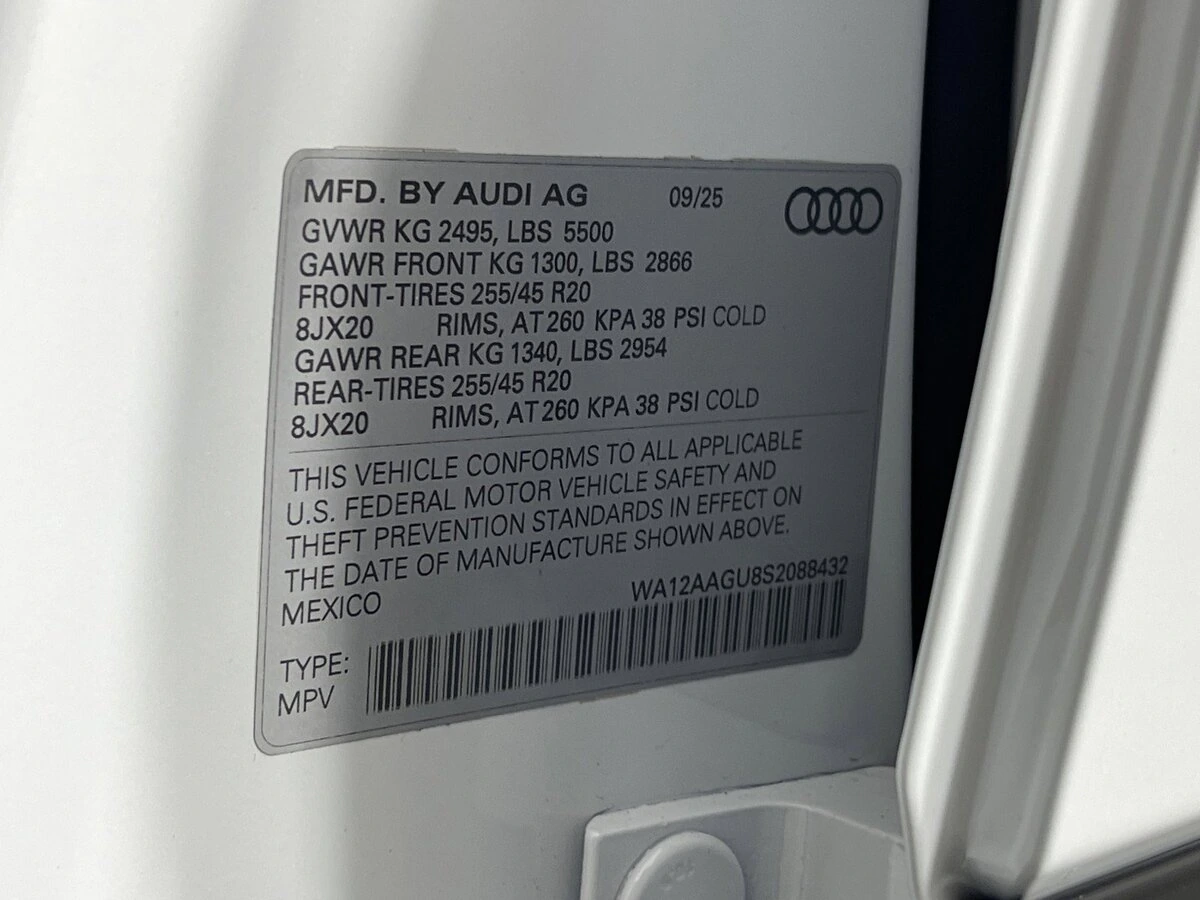 MFD. BY AUDI AG 09/25
GVWR KG 2495, LBS 5500
GAWR FRONT KG 1300, LBS 2866
FRONT-TIRES 255/45 R20
8JX20 RIMS, AT 260 KPA 38 PSI COLD
GAWR REAR KG 1340, LBS 2954
REAR-TIRES 255/45 R20
8JX20 RIMS, AT 260 KPA 38 PSI COLD
THIS VEHICLE CONFORMS TO ALL APPLICABLE
U.S. FEDERAL MOTOR VEHICLE SAFETY AND
THEFT PREVENTION STANDARDS IN EFFECT ON
THE DATE OF MANUFACTURE SHOWN ABOVE.
MEXICO WA12AAGU8S2088432
TYPE:
MPV